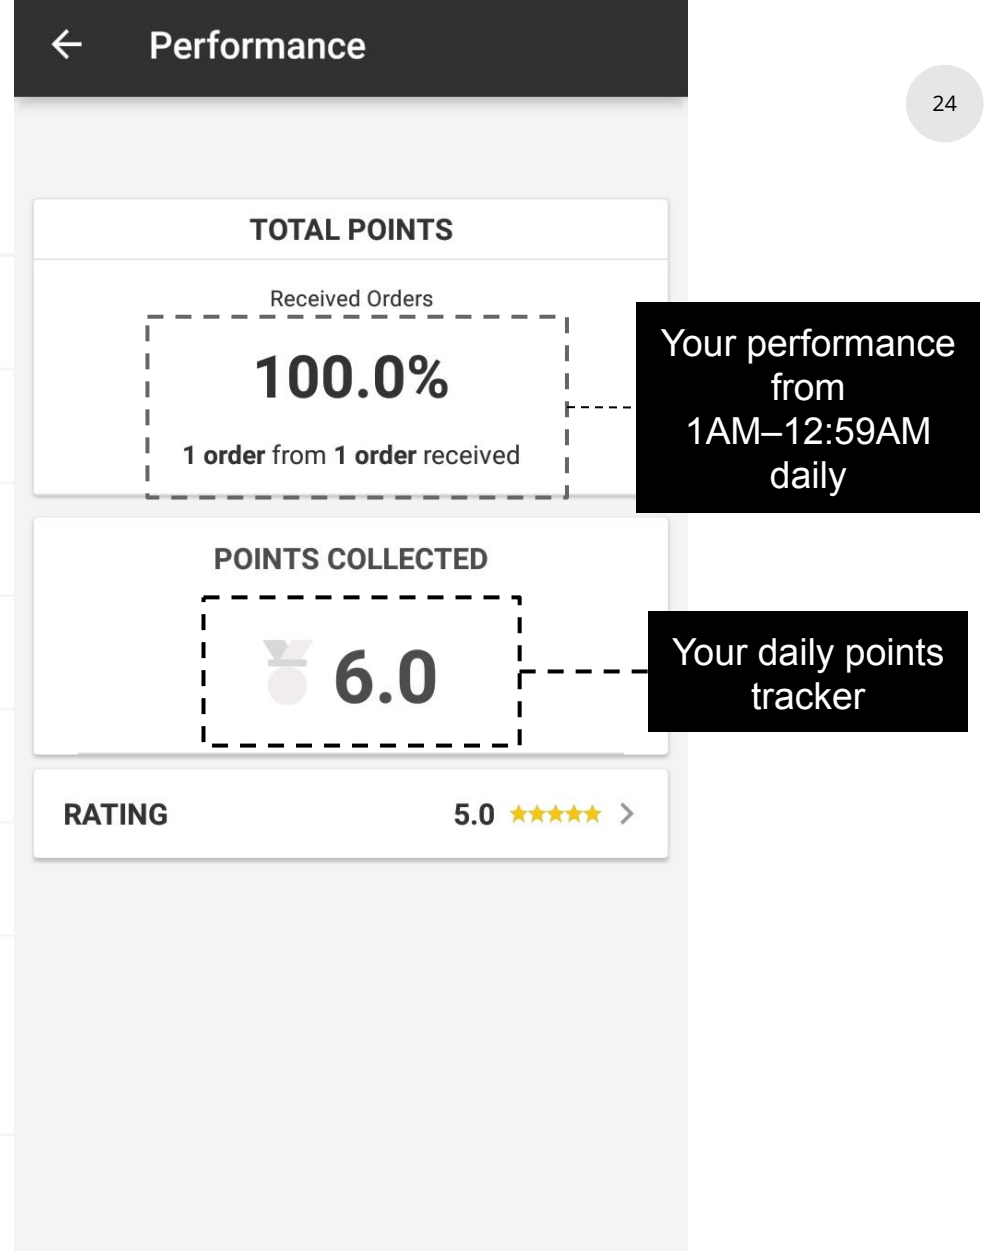 Performance
24
TOTAL POINTS
Received Orders
100.0%
1 order from 1 order received
Your performance
from
1AM–12:59AM
daily
POINTS COLLECTED
6.0
Your daily points
tracker
RATING 5.0